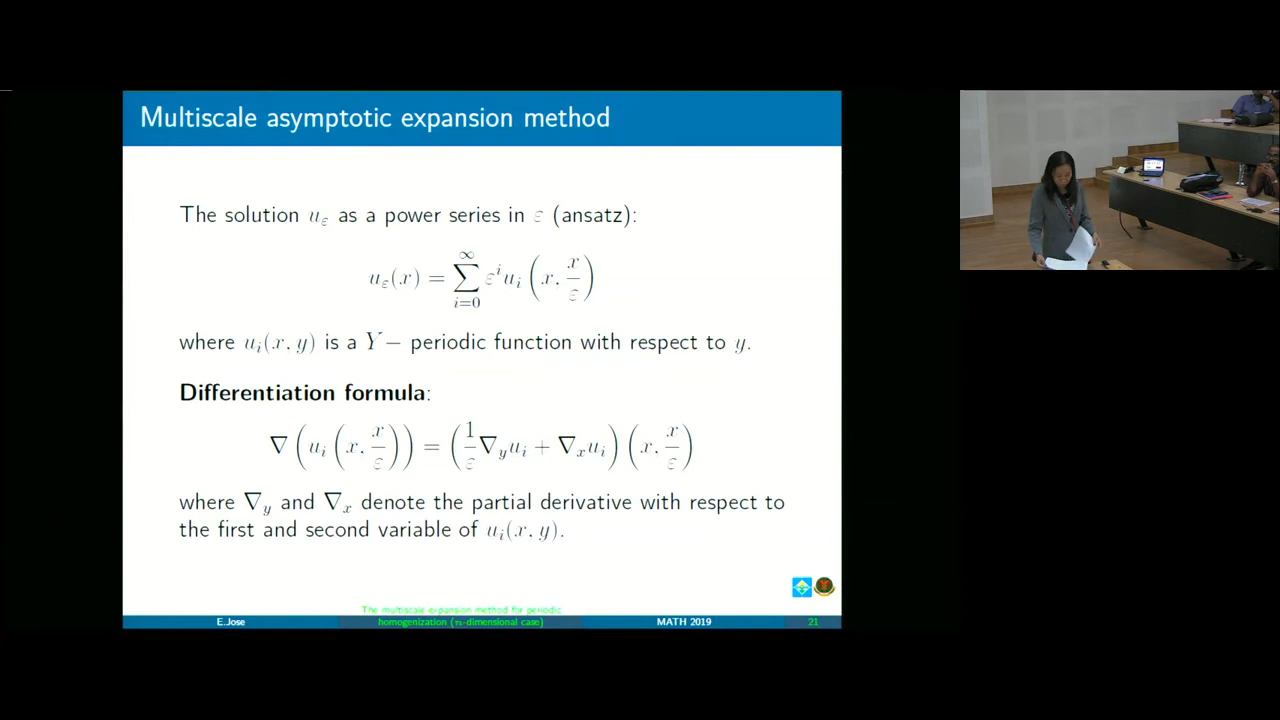 Multiscale asymptotic expansion method
The solution u_ε as a power series in ε (ansatz):
u_ε(x) = ∑_{i=0}^{∞} ε^i u_i (x, x/ε)
where u_i(x, y) is a Y− periodic function with respect to y.
Differentiation formula:
∇ (u_i (x, x/ε)) = (1/ε ∇_y u_i + ∇_x u_i) (x, x/ε)
where ∇_y and ∇_x denote the partial derivative with respect to
the first and second variable of u_i(x, y).
The multiscale expansion method for periodic
E.Jose homogenization (n-dimensional case) MATH 2019 21